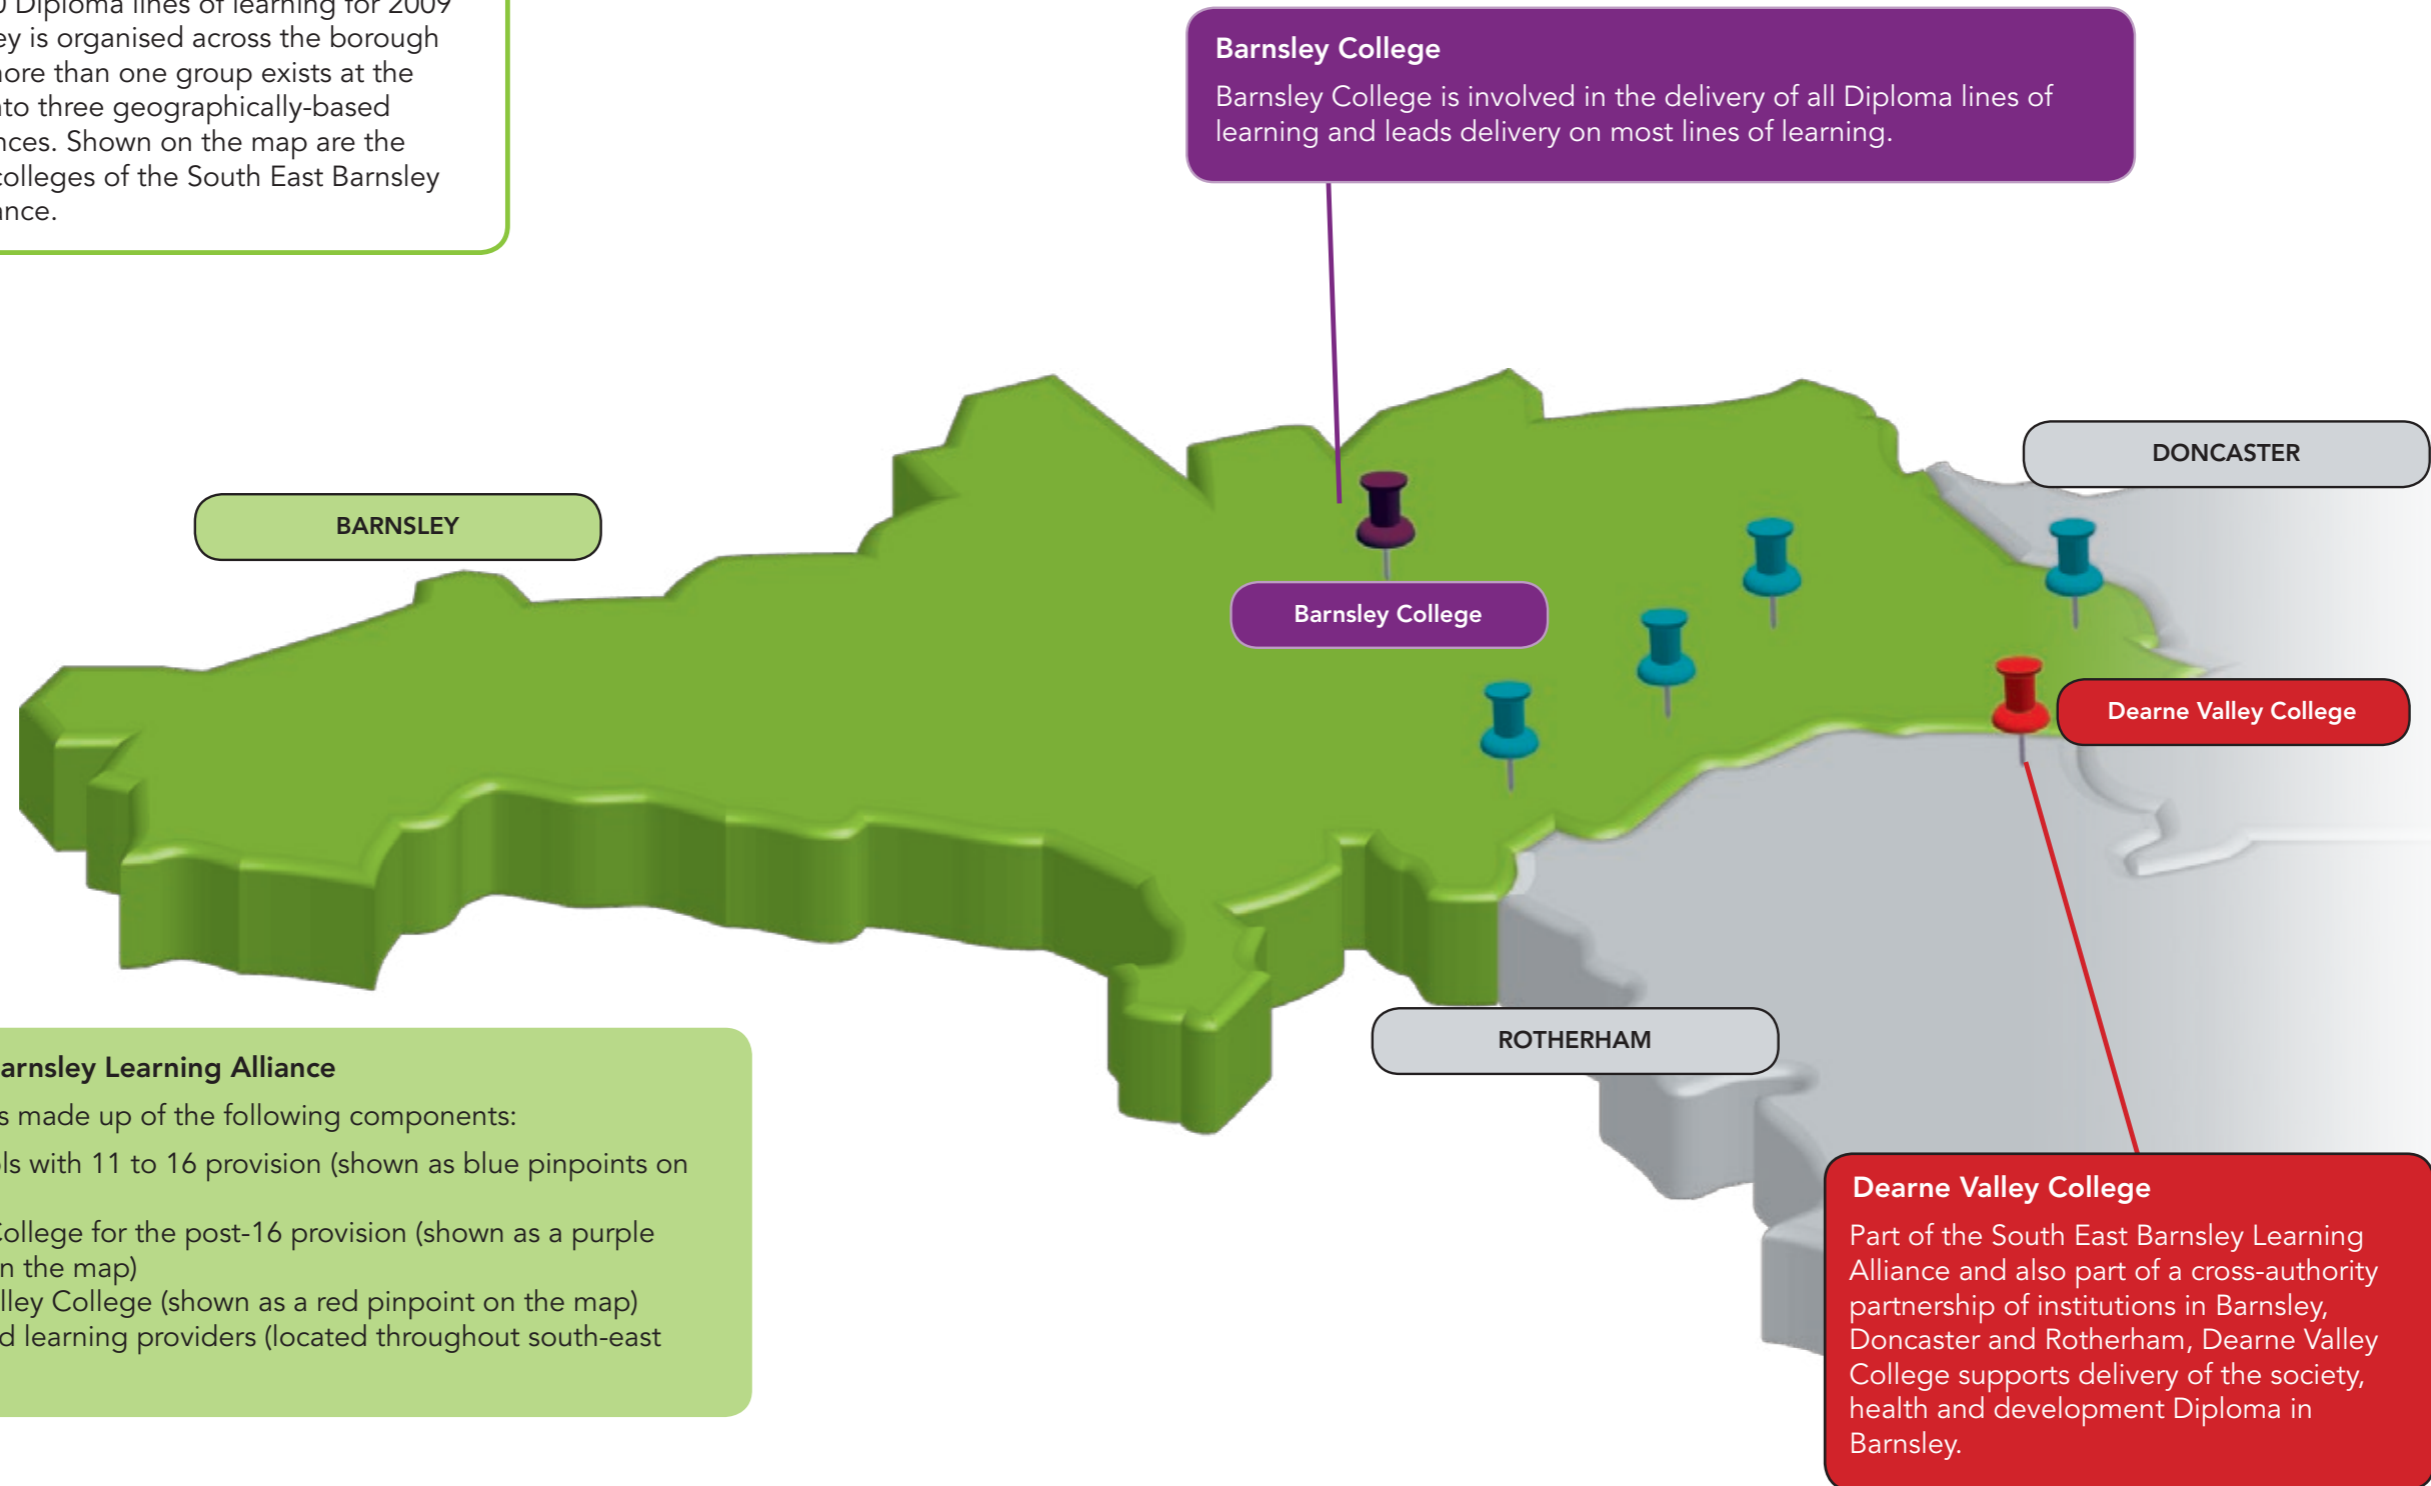 Diploma lines of learning for 2009
ey is organised across the borough
more than one group exists at the
nto three geographically-based
nces. Shown on the map are the
colleges of the South East Barnsley
ance.
Barnsley College
Barnsley College is involved in the delivery of all Diploma lines of
learning and leads delivery on most lines of learning.
DONCASTER
BARNSLEY
Barnsley College
Dearne Valley College
ROTHERHAM
arnsley Learning Alliance
s made up of the following components:
ls with 11 to 16 provision (shown as blue pinpoints on
College for the post-16 provision (shown as a purple
n the map)
lley College (shown as a red pinpoint on the map)
d learning providers (located throughout south-east
Dearne Valley College
Part of the South East Barnsley Learning
Alliance and also part of a cross-authority
partnership of institutions in Barnsley,
Doncaster and Rotherham, Dearne Valley
College supports delivery of the society,
health and development Diploma in
Barnsley.